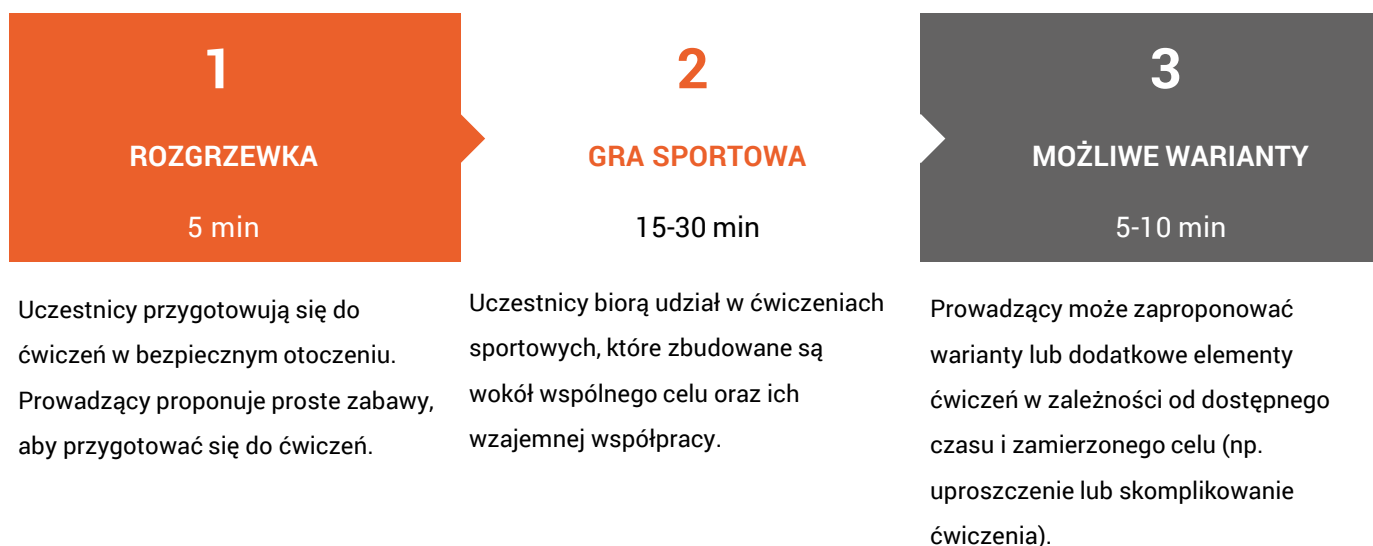 1
ROZGRZEWKA
5 min
Uczestnicy przygotowują się do
ćwiczeń w bezpiecznym otoczeniu.
Prowadzący proponuje proste zabawy,
aby przygotować się do ćwiczeń.
2
GRA SPORTOWA
15-30 min
Uczestnicy biorą udział w ćwiczeniach
sportowych, które zbudowane są
wokół wspólnego celu oraz ich
wzajemnej współpracy.
3
MOŻLIWE WARIANTY
5-10 min
Prowadzący może zaproponować
warianty lub dodatkowe elementy
ćwiczeń w zależności od dostępnego
czasu i zamierzonego celu (np.
uproszczenie lub skomplikowanie
ćwiczenia).